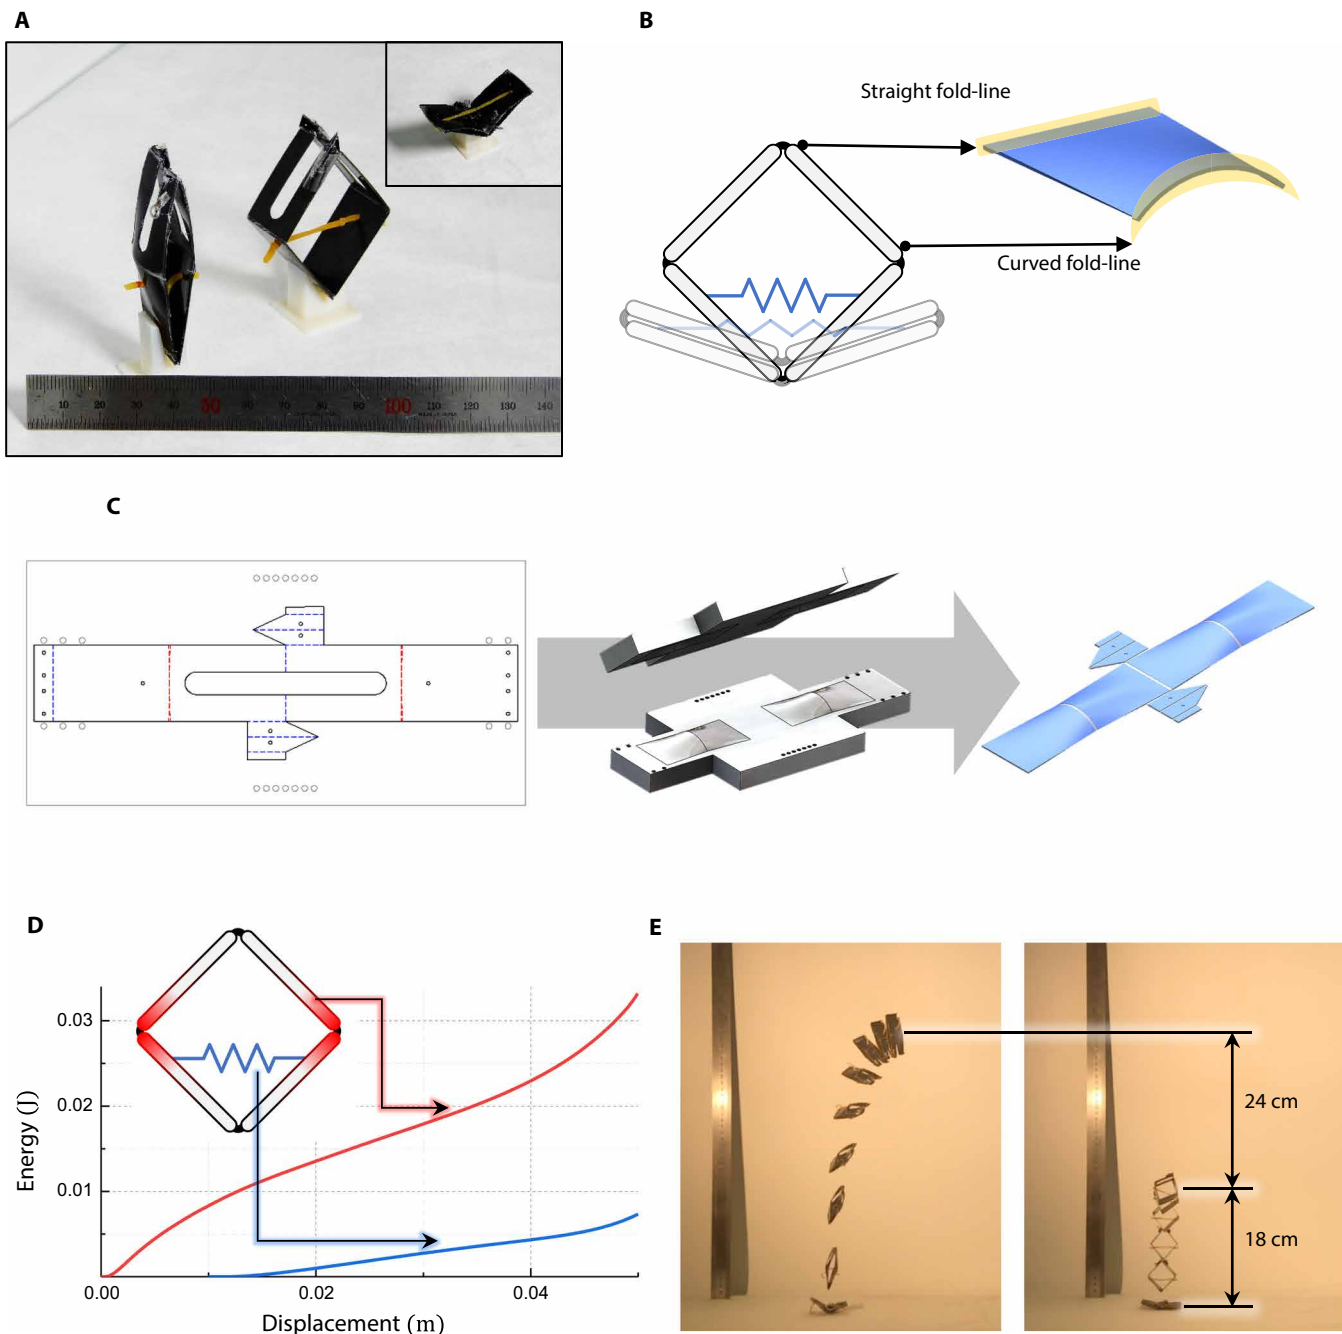 A
B
Straight fold-line
Curved fold-line
10 20 30 40 50 60 70 80 90 100 110 120 130 140
C
D
Energy (J)
0.03
0.02
0.01
0.00
0.02
0.04
Displacement (m)
E
24 cm
18 cm